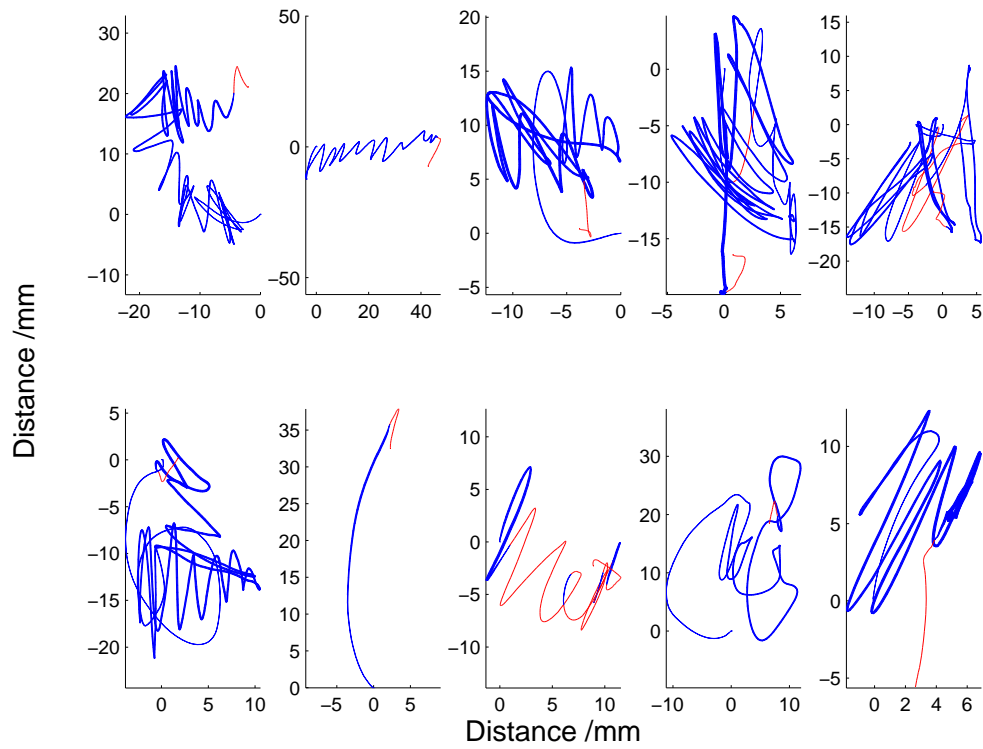 30 20 10 0 −10
−20 −10 0
50 0 −50
0 10 20 30 40
20 15 10 5 0 −5
−10 −5 0
0 −5 −10 −15
−5 0 5
15 10 5 0 −5 −10 −15 −20
−10 −5 0 5
Distance /mm
5 0 −5 −10 −15 −20
0 5 10
35 30 25 20 15 10 5 0
−5 0 5
10 5 0 −5 −10
0 5 10
40 30 20 10 0
−10 0 10
10 5 0 −5
0 2 4 6
Distance /mm